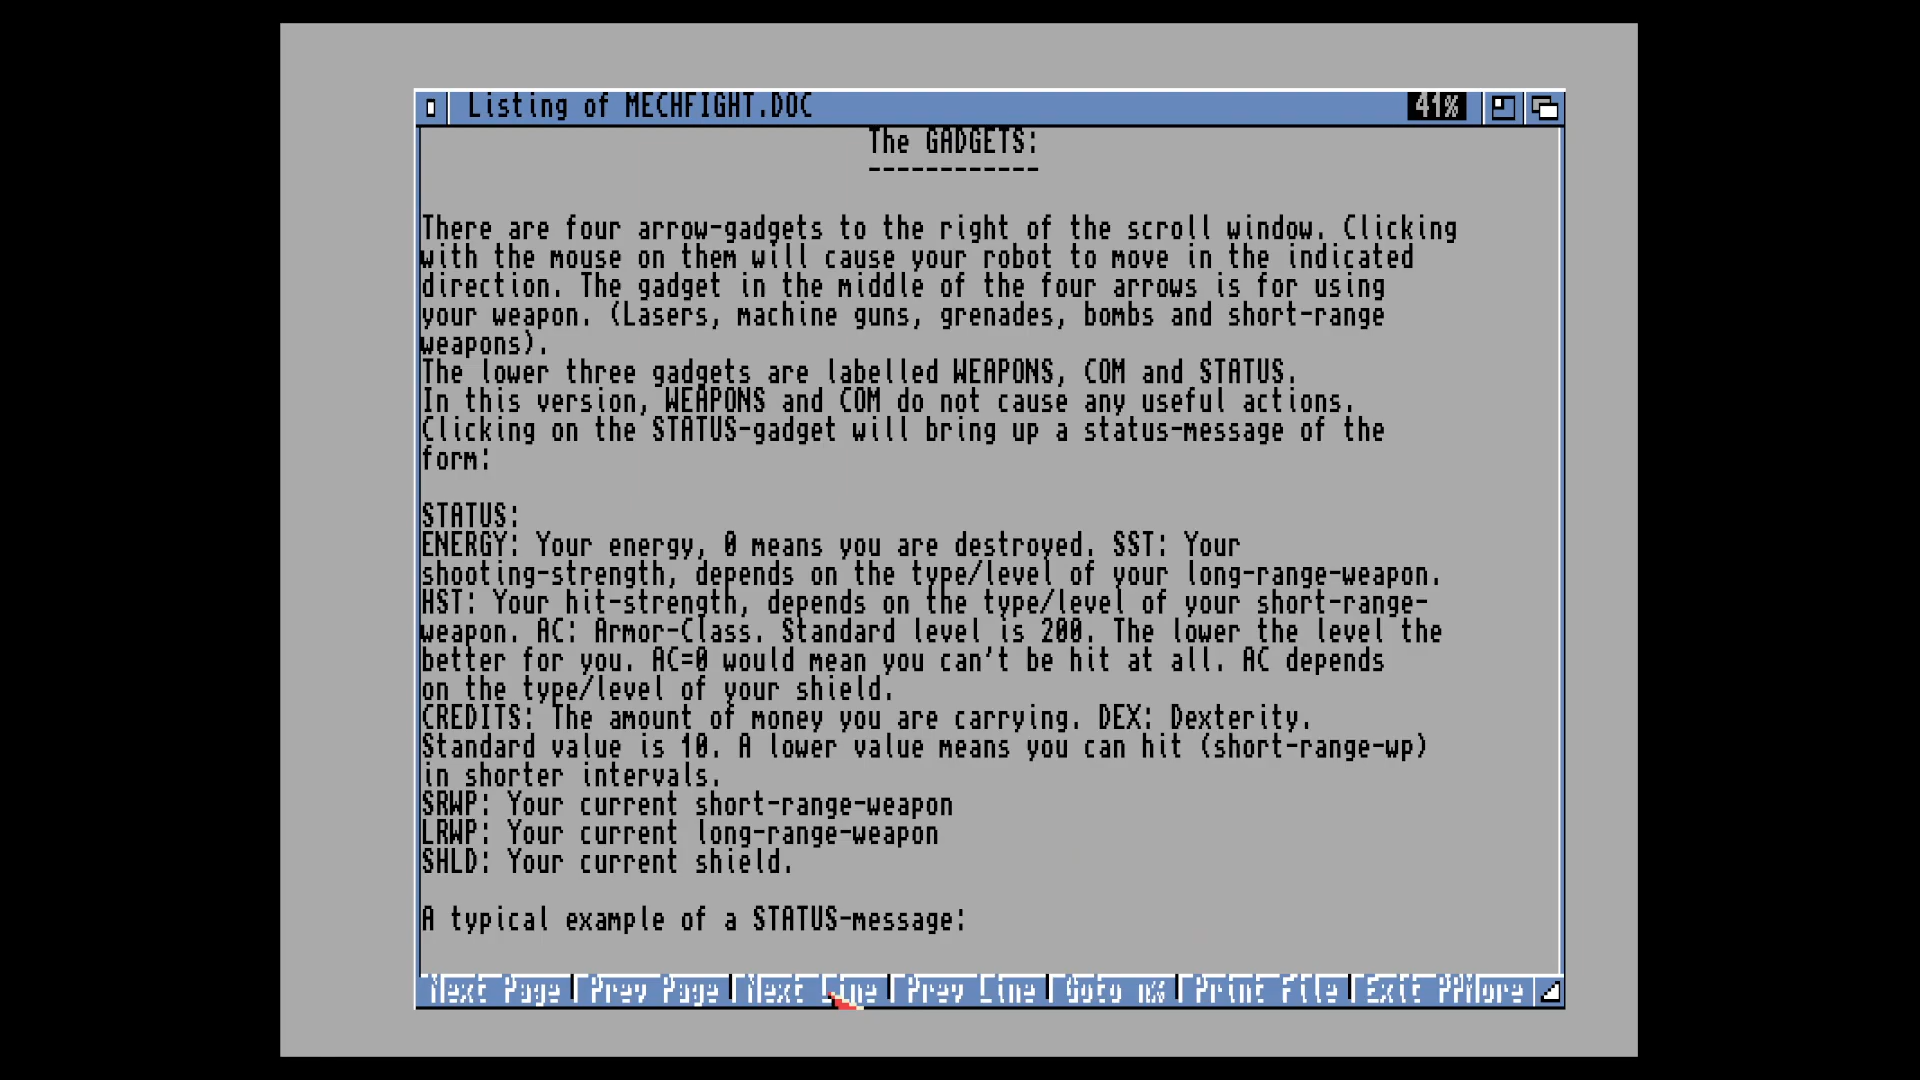 Listing of MECHFIGHT.DOC
41%
The GADGETS:
------------
There are four arrow-gadgets to the right of the scroll window. Clicking
with the mouse on them will cause your robot to move in the indicated
direction. The gadget in the middle of the four arrows is for using
your weapon. (Lasers, machine guns, grenades, bombs and short-range
weapons).
The lower three gadgets are labelled WEAPONS, COM and STATUS.
In this version, WEAPONS and COM do not cause any useful actions.
Clicking on the STATUS-gadget will bring up a status-message of the
form:
STATUS:
ENERGY: Your energy, 0 means you are destroyed. SST: Your
shooting-strength, depends on the type/level of your long-range-weapon.
HST: Your hit-strength, depends on the type/level of your short-range-
weapon. AC: Armor-Class. Standard level is 200. The lower the level the
better for you. AC=0 would mean you can't be hit at all. AC depends
on the type/level of your shield.
CREDITS: The amount of money you are carrying. DEX: Dexterity.
Standard value is 10. A lower value means you can hit (short-range-wp)
in shorter intervals.
SRWP: Your current short-range-weapon
LRWP: Your current long-range-weapon
SHLD: Your current shield.
A typical example of a STATUS-message:
Next Page Prev Page Next Line Prev Line Goto n% Print File Exit PPMore